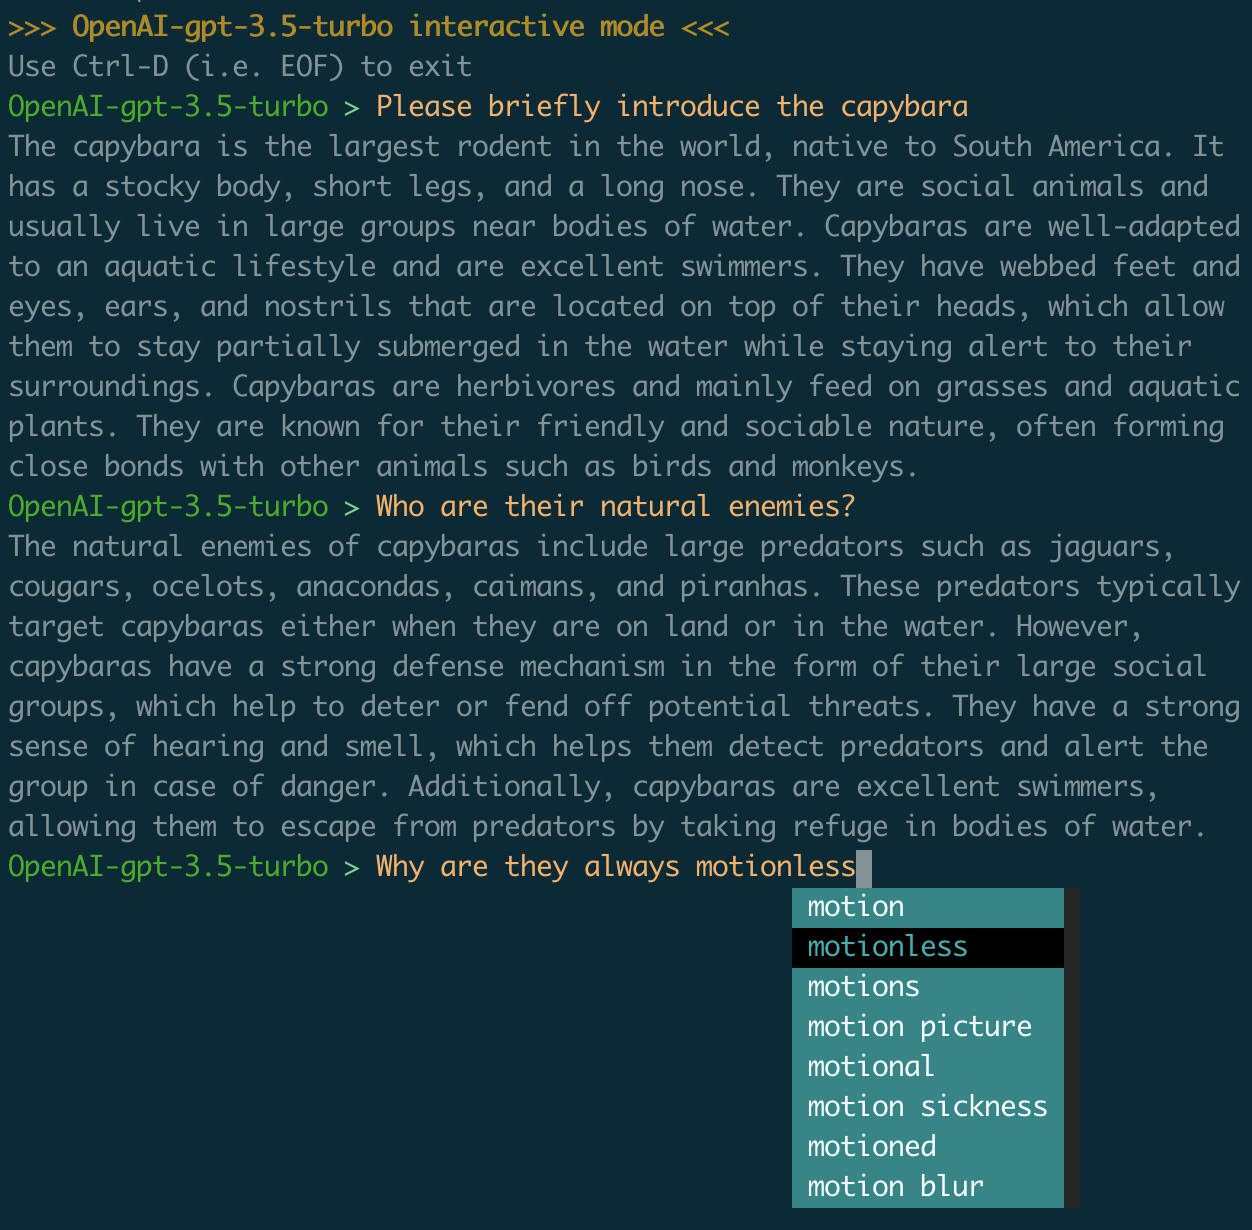 >>> OpenAI-gpt-3.5-turbo interactive mode <<<
Use Ctrl-D (i.e. EOF) to exit
OpenAI-gpt-3.5-turbo > Please briefly introduce the capybara
The capybara is the largest rodent in the world, native to South America. It
has a stocky body, short legs, and a long nose. They are social animals and
usually live in large groups near bodies of water. Capybaras are well-adapted
to an aquatic lifestyle and are excellent swimmers. They have webbed feet and
eyes, ears, and nostrils that are located on top of their heads, which allow
them to stay partially submerged in the water while staying alert to their
surroundings. Capybaras are herbivores and mainly feed on grasses and aquatic
plants. They are known for their friendly and sociable nature, often forming
close bonds with other animals such as birds and monkeys.
OpenAI-gpt-3.5-turbo > Who are their natural enemies?
The natural enemies of capybaras include large predators such as jaguars,
cougars, ocelots, anacondas, caimans, and piranhas. These predators typically
target capybaras either when they are on land or in the water. However,
capybaras have a strong defense mechanism in the form of their large social
groups, which help to deter or fend off potential threats. They have a strong
sense of hearing and smell, which helps them detect predators and alert the
group in case of danger. Additionally, capybaras are excellent swimmers,
allowing them to escape from predators by taking refuge in bodies of water.
OpenAI-gpt-3.5-turbo > Why are they always motionless
motion
motionless
motions
motion picture
motional
motion sickness
motioned
motion blur